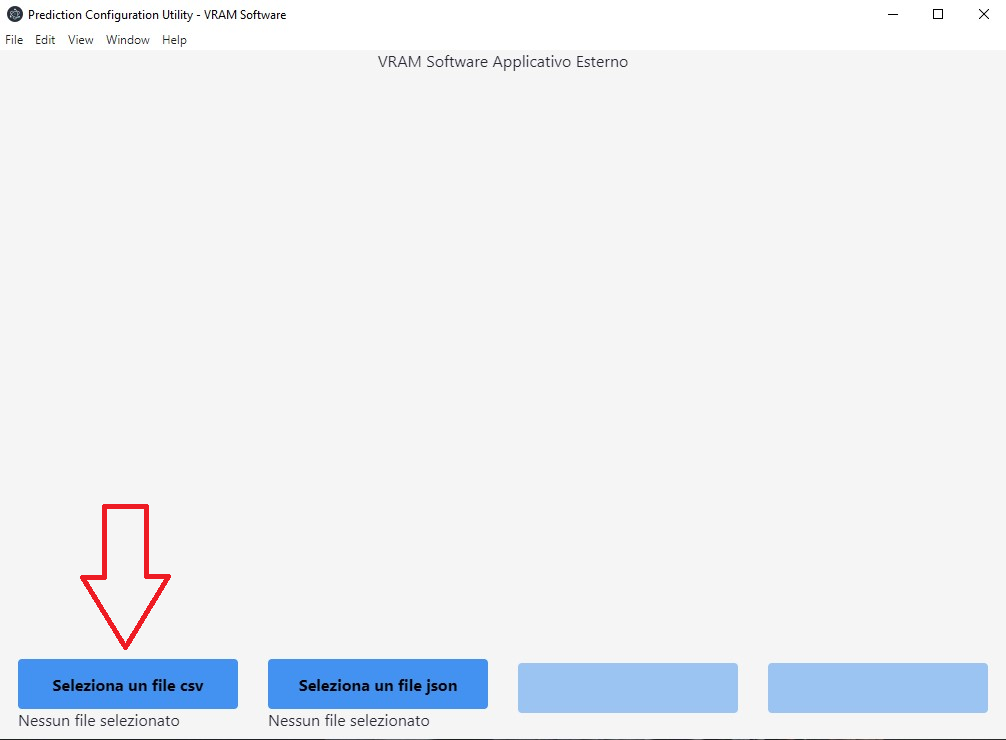 Prediction Configuration Utility - VRAM Software
File Edit View Window Help
VRAM Software Applicativo Esterno
Seleziona un file csv
Seleziona un file json
Nessun file selezionato
Nessun file selezionato